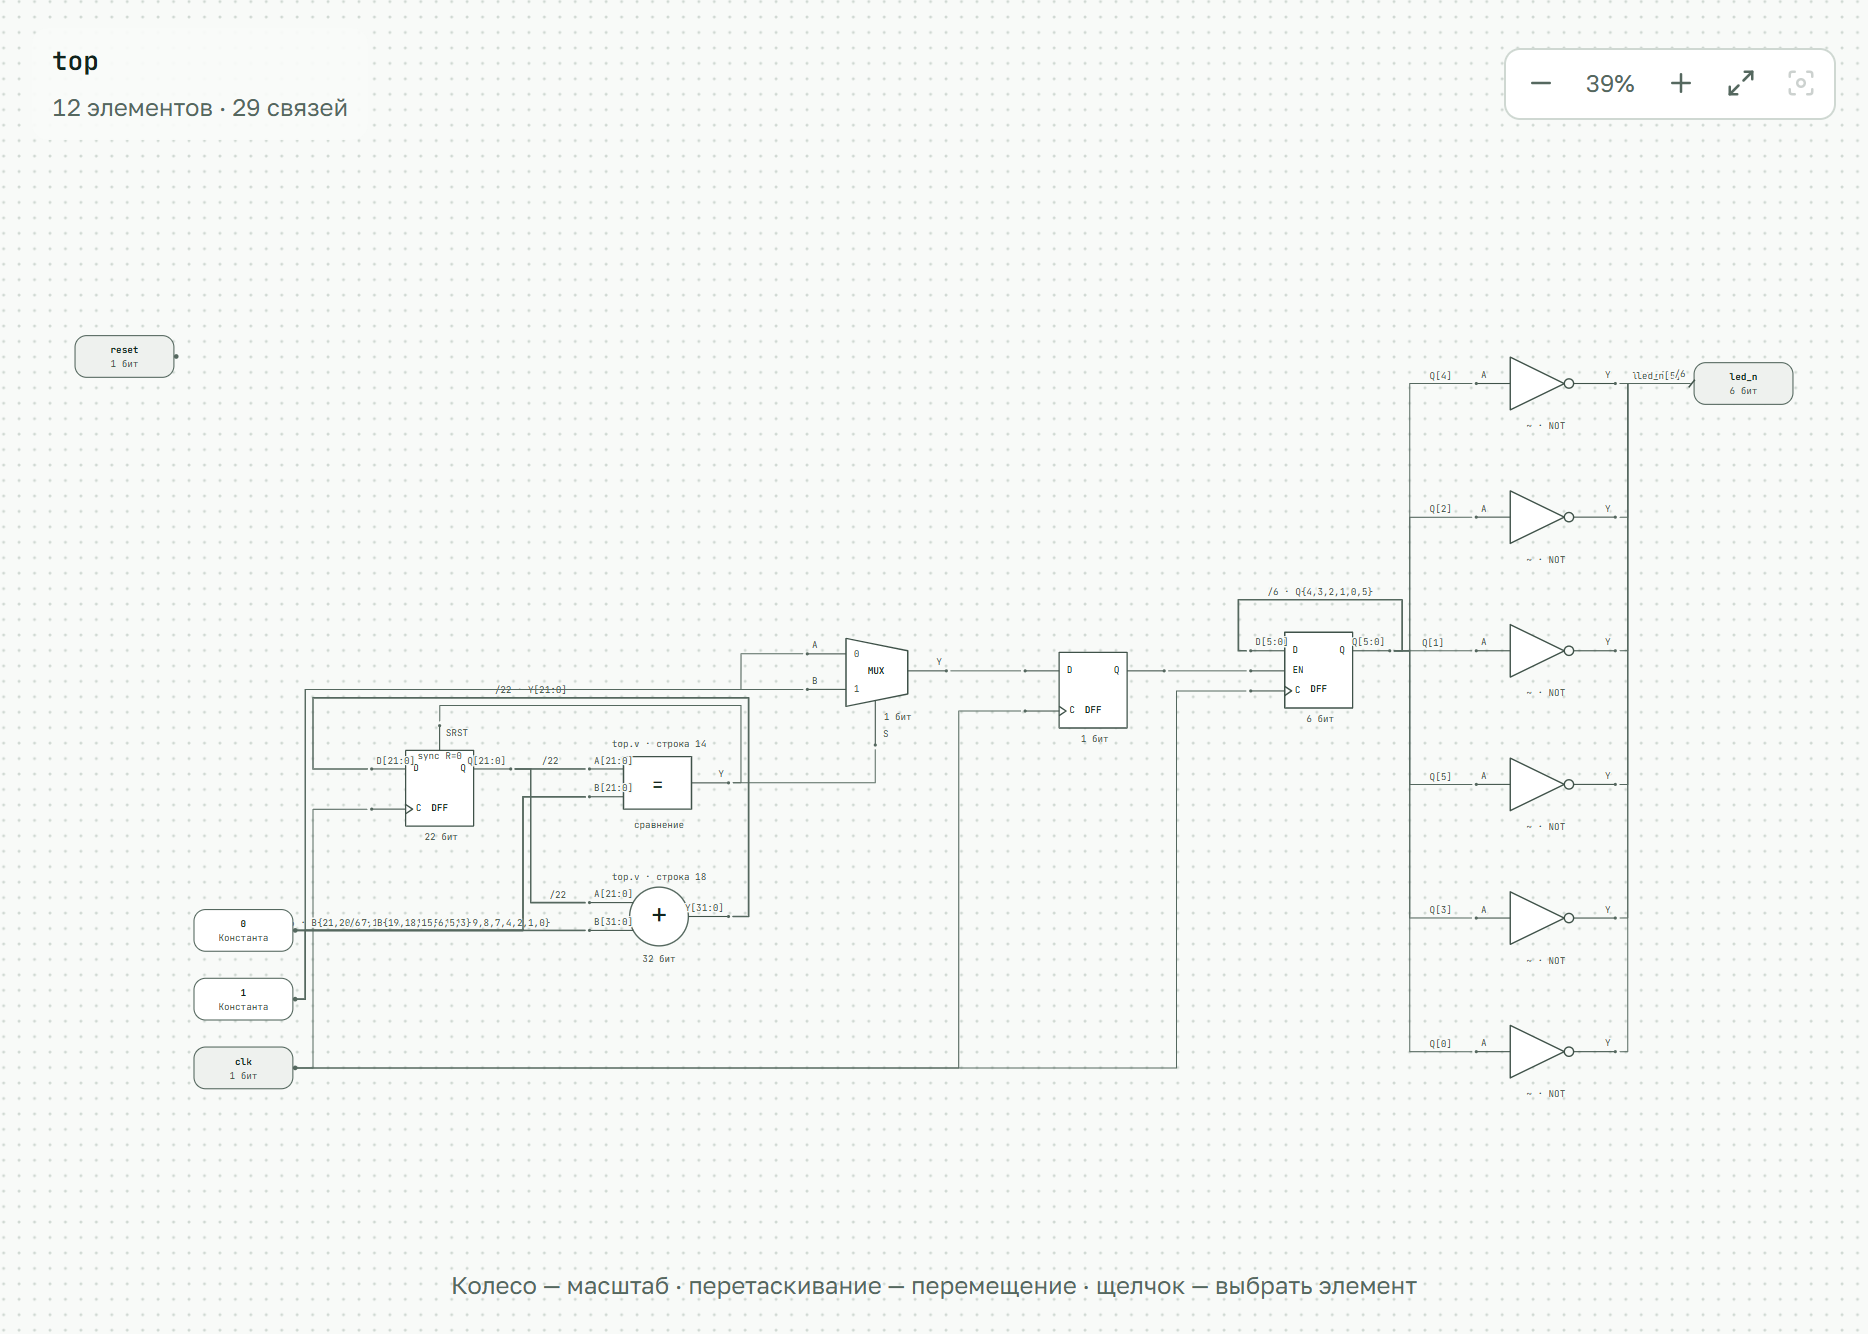 top
12 элементов · 29 связей
39%
reset
1 бит
Q[4]
A
Y
/6
led_n
6 бит
~ · NOT
Q[2]
A
Y
~ · NOT
/6 · Q{4,3,2,1,0,5}
D[5:0]
Q[5:0]
D
Q
EN
C
DFF
6 бит
Q[1]
A
Y
~ · NOT
A
B
0
1
MUX
Y
1 бит
S
D
Q
C
DFF
1 бит
/22
Y[21:0]
SRST
sync R=0
D[21:0]
Q[21:0]
D
Q
C
DFF
22 бит
/22
top.v · строка 14
A[21:0]
B[21:0]
=
Y
сравнение
Q[5]
A
Y
~ · NOT
top.v · строка 18
/22
A[21:0]
B[31:0]
+
Y[31:0]
32 бит
Q[3]
A
Y
~ · NOT
0
Константа
1
Константа
clk
1 бит
Q[0]
A
Y
~ · NOT
Колесо — масштаб · перетаскивание — перемещение · щелчок — выбрать элемент